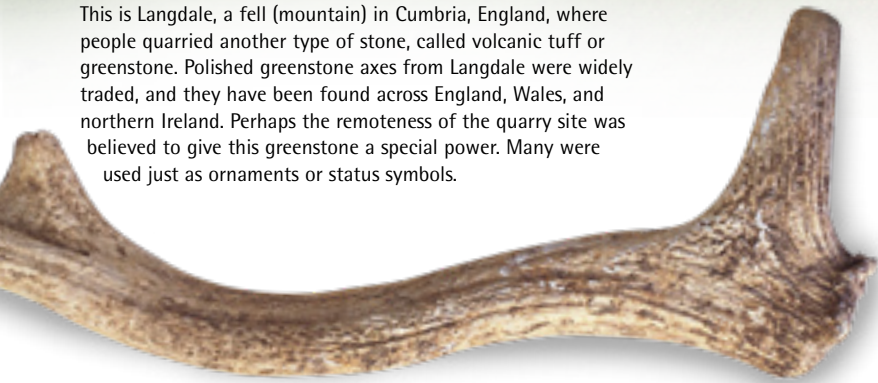 This is Langdale, a fell (mountain) in Cumbria, England, where
people quarried another type of stone, called volcanic tuff or
greenstone. Polished greenstone axes from Langdale were widely
traded, and they have been found across England, Wales, and
northern Ireland. Perhaps the remoteness of the quarry site was
believed to give this greenstone a special power. Many were
used just as ornaments or status symbols.